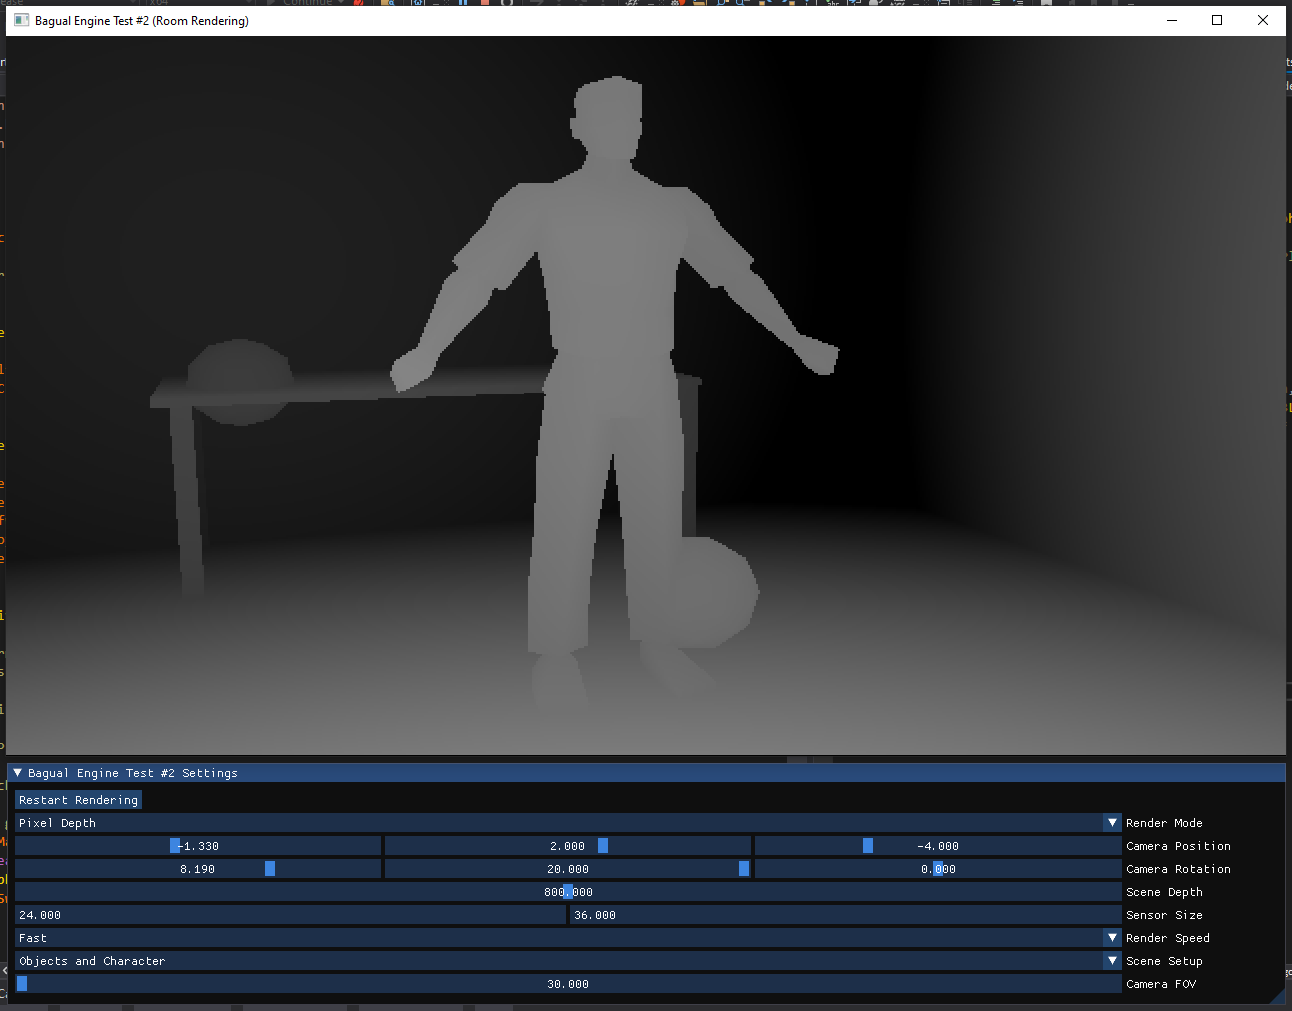 Continue
Bagual Engine Test #2 (Room Rendering)
Bagual Engine Test #2 Settings
Restart Rendering
Pixel Depth Render Mode
-1.330 2.000 -4.000 Camera Position
8.190 20.000 0.000 Camera Rotation
800.000 Scene Depth
24.000 36.000 Sensor Size
Fast Render Speed
Objects and Character Scene Setup
30.000 Camera FOV